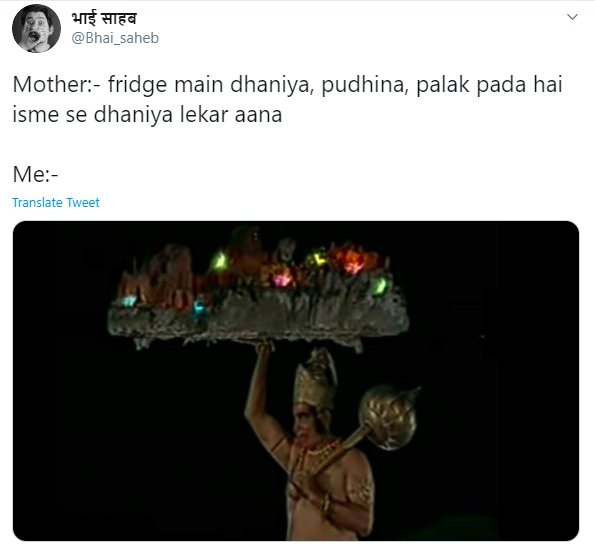 भाई साहब
@Bhai_saheb
Mother:- fridge main dhaniya, pudhina, palak pada hai
isme se dhaniya lekar aana
Me:-
Translate Tweet